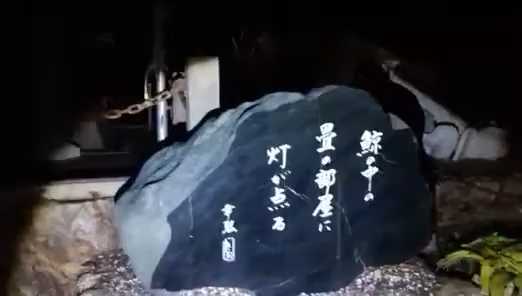 鯨の中の
畳の部屋に
灯が点る